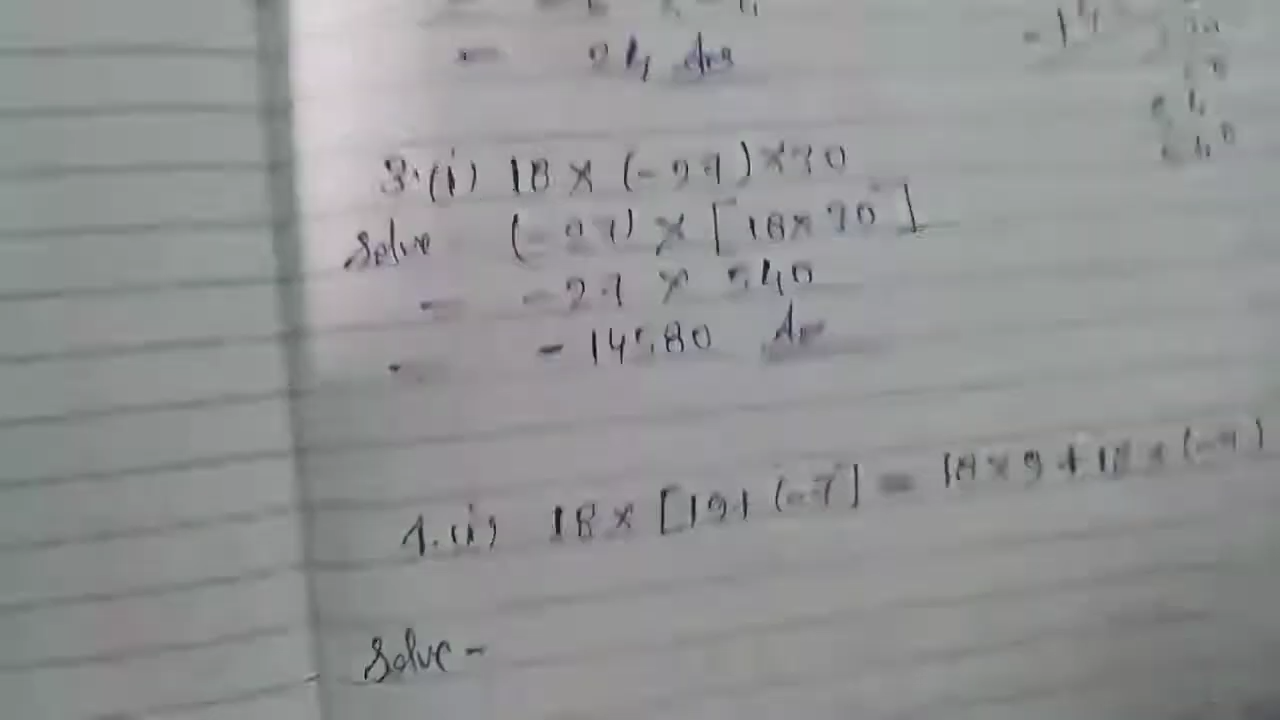 - 24 Ans
3.(i) 18 × (-27) × 30
Solve (-27) × [18 × 30]
- -27 × 540
- -14580 Ans
1.(i) 18 × [9 + (-7)] = 18 × 9 + 18 × (-7)
Solve -